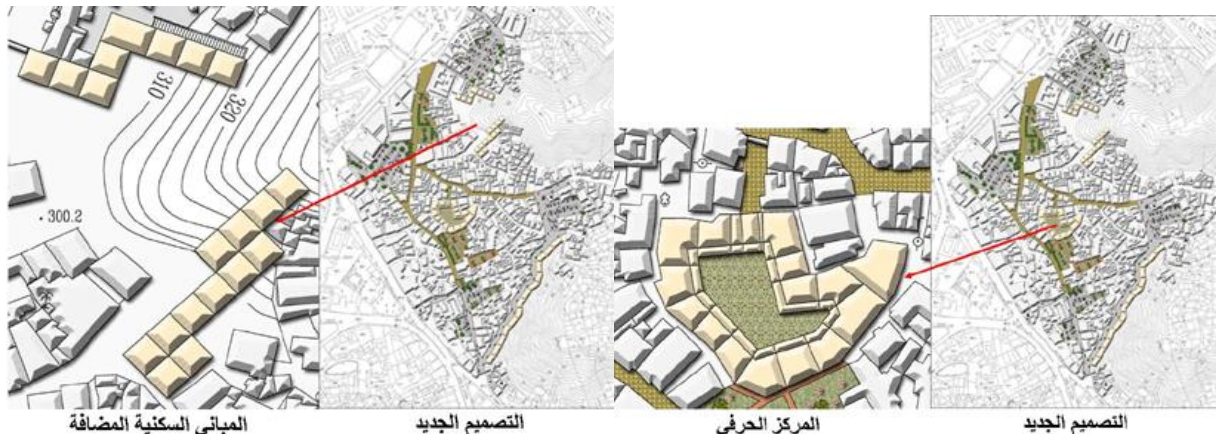 310
320
300.2
التصميم الجديد
المركز الحرفي
التصميم الجديد
المباني السكنية المضافة